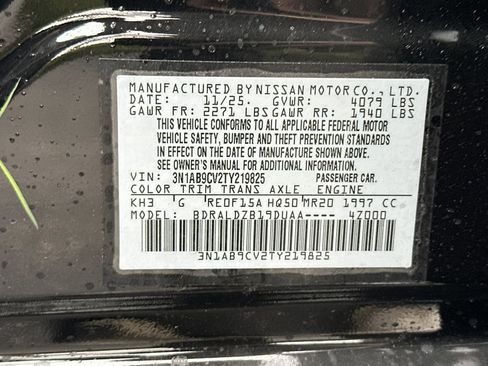 MANUFACTURED BY NISSAN MOTOR CO., LTD.
DATE: 11/25. GVWR: 4079 LBS
GAWR FR: 2271 LBS GAWR RR: 1940 LBS
THIS VEHICLE CONFORMS TO ALL APPLICABLE FEDERAL MOTOR
VEHICLE SAFETY, BUMPER AND THEFT PREVENTION STANDARDS
IN EFFECT ON THE DATE OF MANUFACTURE SHOWN ABOVE.
SEE OWNER'S MANUAL FOR ADDITIONAL INFORMATION.
VIN: 3N1AB9CV2TY219825 PASSENGER CAR.
COLOR TRIM TRANS AXLE ENGINE
KH3 G RE0F15A HQ50 MR20 1997 CC
MODEL: BDRALDZB19DUAA---- 4Z000
3N1AB9CV2TY219825